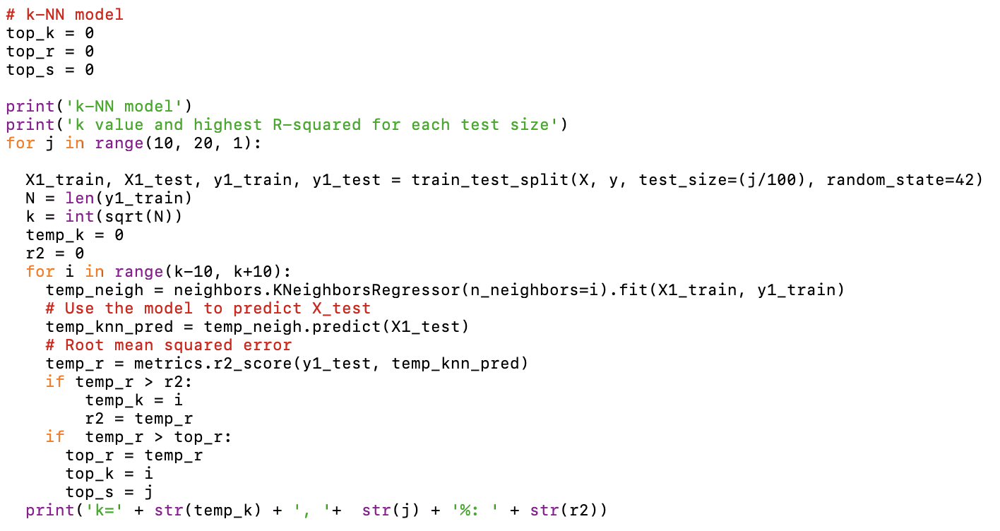 # k-NN model
top_k = 0
top_r = 0
top_s = 0

print('k-NN model')
print('k value and highest R-squared for each test size')
for j in range(10, 20, 1):

  X1_train, X1_test, y1_train, y1_test = train_test_split(X, y, test_size=(j/100), random_state=42)
  N = len(y1_train)
  k = int(sqrt(N))
  temp_k = 0
  r2 = 0
  for i in range(k-10, k+10):
    temp_neigh = neighbors.KNeighborsRegressor(n_neighbors=i).fit(X1_train, y1_train)
    # Use the model to predict X_test
    temp_knn_pred = temp_neigh.predict(X1_test)
    # Root mean squared error
    temp_r = metrics.r2_score(y1_test, temp_knn_pred)
    if temp_r > r2:
        temp_k = i
        r2 = temp_r
    if  temp_r > top_r:
      top_r = temp_r
      top_k = i
      top_s = j
  print('k=' + str(temp_k) + ', '+  str(j) + '%: ' + str(r2))